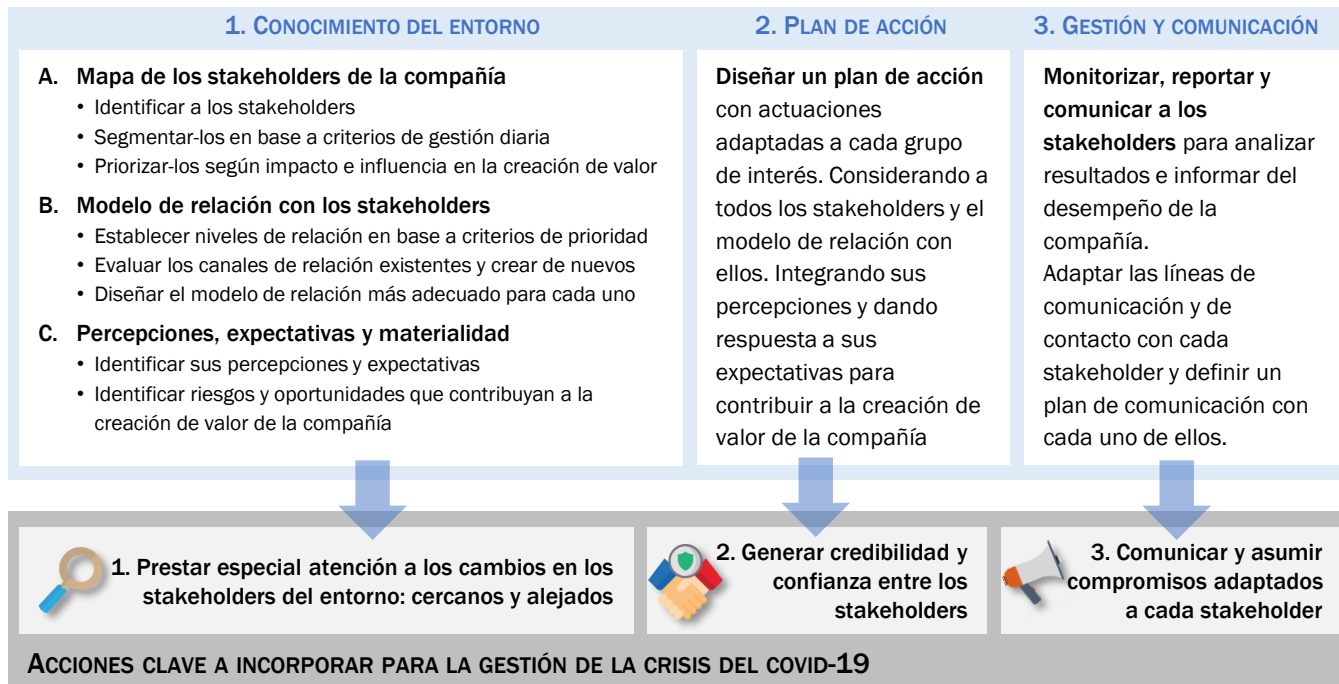 1. CONOCIMIENTO DEL ENTORNO
A. Mapa de los stakeholders de la compañía
• Identificar a los stakeholders
• Segmentar-los en base a criterios de gestión diaria
• Priorizar-los según impacto e influencia en la creación de valor
B. Modelo de relación con los stakeholders
• Establecer niveles de relación en base a criterios de prioridad
• Evaluar los canales de relación existentes y crear de nuevos
• Diseñar el modelo de relación más adecuado para cada uno
C. Percepciones, expectativas y materialidad
• Identificar sus percepciones y expectativas
• Identificar riesgos y oportunidades que contribuyan a la
creación de valor de la compañía
2. PLAN DE ACCIÓN
Diseñar un plan de acción
con actuaciones
adaptadas a cada grupo
de interés. Considerando a
todos los stakeholders y el
modelo de relación con
ellos. Integrando sus
percepciones y dando
respuesta a sus
expectativas para
contribuir a la creación de
valor de la compañía
3. GESTIÓN Y COMUNICACIÓN
Monitorizar, reportar y
comunicar a los
stakeholders para analizar
resultados e informar del
desempeño de la
compañía.
Adaptar las líneas de
comunicación y de
contacto con cada
stakeholder y definir un
plan de comunicación con
cada uno de ellos.
1. Prestar especial atención a los cambios en los
stakeholders del entorno: cercanos y alejados
2. Generar credibilidad y
confianza entre los
stakeholders
3. Comunicar y asumir
compromisos adaptados
a cada stakeholder
ACCIONES CLAVE A INCORPORAR PARA LA GESTIÓN DE LA CRISIS DEL COVID-19